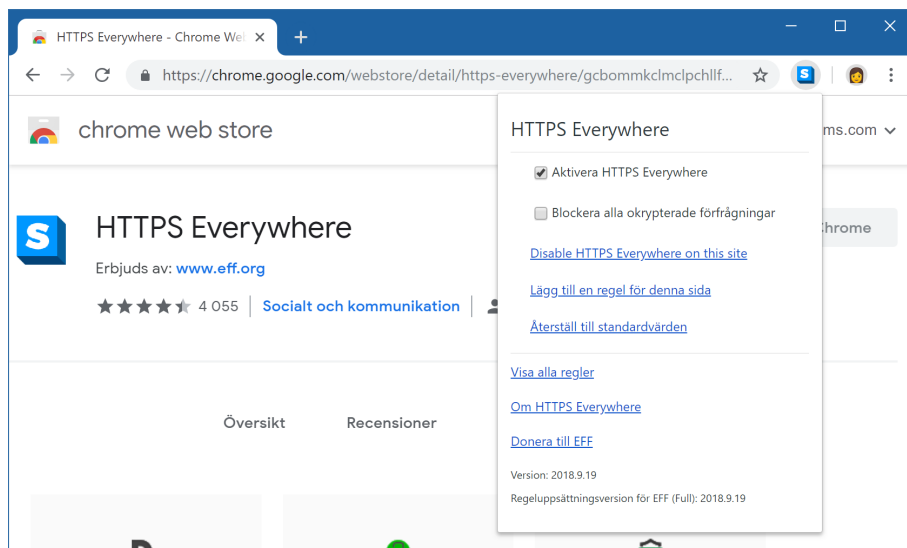 HTTPS Everywhere - Chrome We
https://chrome.google.com/webstore/detail/https-everywhere/gcbommkclmclpchllf...
chrome web store
ms.com
HTTPS Everywhere
Erbjuds av: www.eff.org
4 055
Socialt och kommunikation
hrome
Översikt
Recensioner
HTTPS Everywhere
Aktivera HTTPS Everywhere
Blockera alla okrypterade förfrågningar
Disable HTTPS Everywhere on this site
Lägg till en regel för denna sida
Återställ till standardvärden
Visa alla regler
Om HTTPS Everywhere
Donera till EFF
Version: 2018.9.19
Regeluppsättningsversion för EFF (Full): 2018.9.19